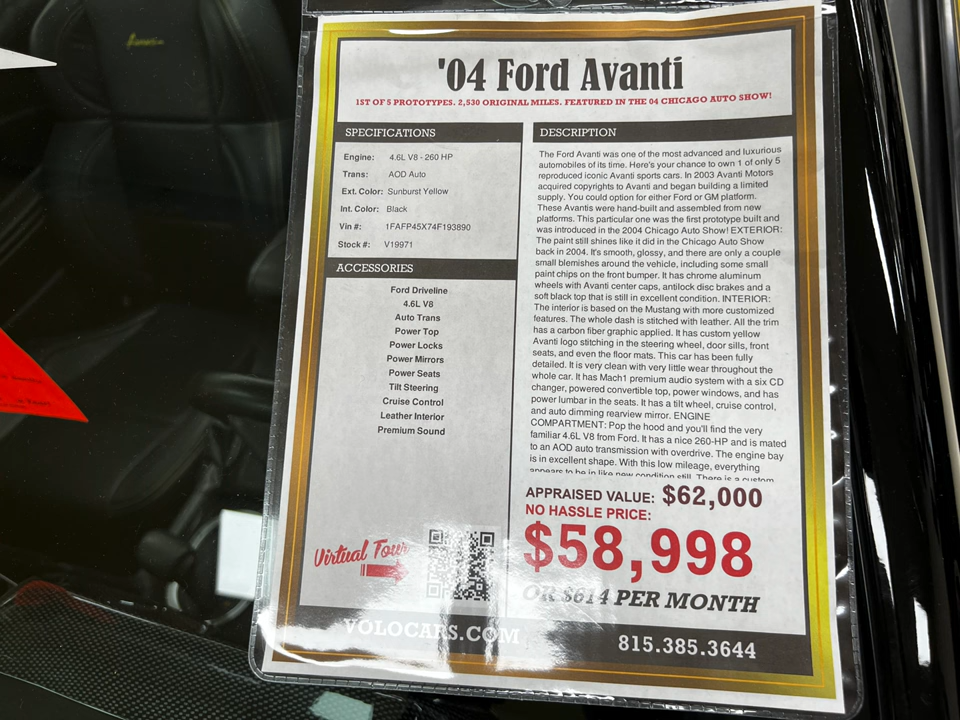 '04 Ford Avanti
1ST OF 5 PROTOTYPES. 2,530 ORIGINAL MILES. FEATURED IN THE 04 CHICAGO AUTO SHOW!
SPECIFICATIONS
Engine: 4.6L V8 - 260 HP
Trans: AOD Auto
Ext. Color: Sunburst Yellow
Int. Color: Black
Vin #: 1FAFP45X74F193890
Stock #: V19971
ACCESSORIES
Ford Driveline
4.6L V8
Auto Trans
Power Top
Power Locks
Power Mirrors
Power Seats
Tilt Steering
Cruise Control
Leather Interior
Premium Sound
Virtual Tour
DESCRIPTION
The Ford Avanti was one of the most advanced and luxurious
automobiles of its time. Here's your chance to own 1 of only 5
reproduced iconic Avanti sports cars. In 2003 Avanti Motors
acquired copyrights to Avanti and began building a limited
supply. You could option for either Ford or GM platform.
These Avanti were hand-built and assembled from new
platforms. This particular one was the first prototype built and
was introduced in the 2004 Chicago Auto Show! EXTERIOR:
The paint still shines like it did in the Chicago Auto Show
back in 2004. It's smooth, glossy, and there are only a couple
small blemishes around the vehicle, including some small
paint chips on the front bumper. It has chrome aluminum
wheels with Avanti center caps, antilock disc brakes and a
soft black top that is still in excellent condition. INTERIOR:
The interior is based on the Mustang with more customized
features. The whole dash is stitched with leather. All the trim
has a carbon fiber graphic applied. It has custom yellow
Avanti logo stitching in the steering wheel, door sills, front
seats, and even the floor mats. This car has been fully
detailed. It is very clean with very little wear throughout the
whole car. It has Mach1 premium audio system with a six CD
changer, powered convertible top, power windows, and has
power lumbar in the seats. It has a tilt wheel, cruise control,
and auto dimming rearview mirror. ENGINE
COMPARTMENT: Pop the hood and you'll find the very
familiar 4.6L V8 from Ford. It has a nice 260-HP and is mated
to an AOD auto transmission with overdrive. The engine bay
is in excellent shape. With this low mileage, everything
appears to be in like new condition still. There is a custom
APPRAISED VALUE: $62,000
NO HASSLE PRICE:
$58,998
OR $614 PER MONTH
VOLOCARS.COM
815.385.3644